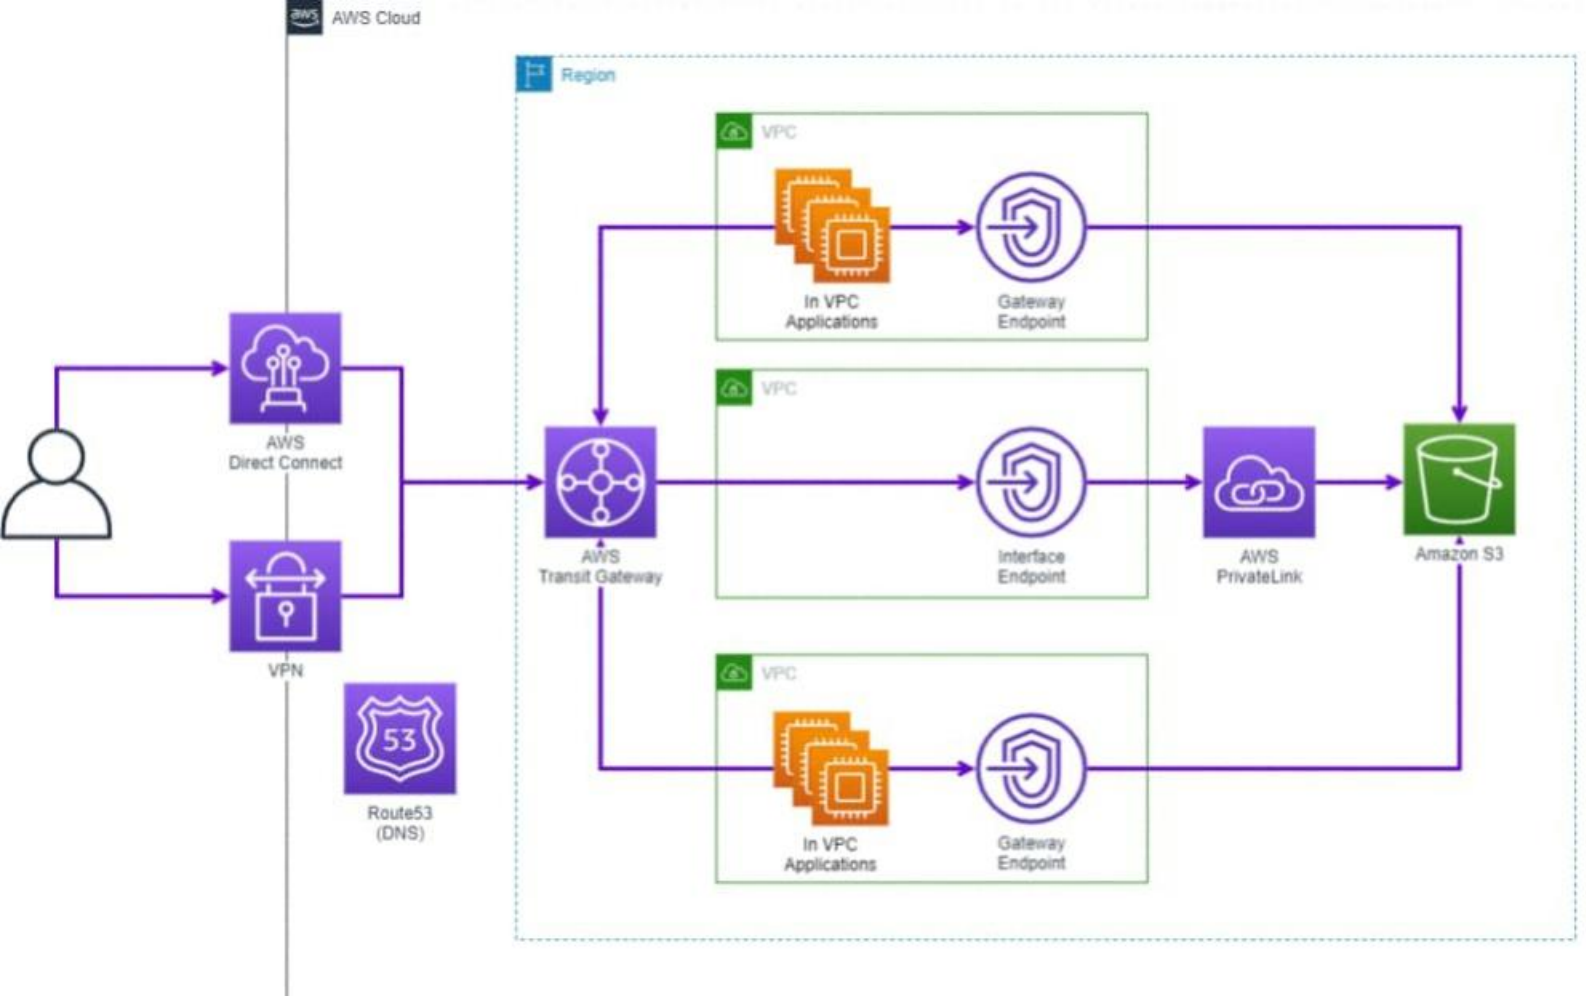 aws
AWS Cloud
Region
VPC
In VPC
Applications
Gateway
Endpoint
VPC
AWS
Direct Connect
AWS
Transit Gateway
Interface
Endpoint
AWS
PrivateLink
Amazon S3
VPN
VPC
53
Route53
(DNS)
In VPC
Applications
Gateway
Endpoint